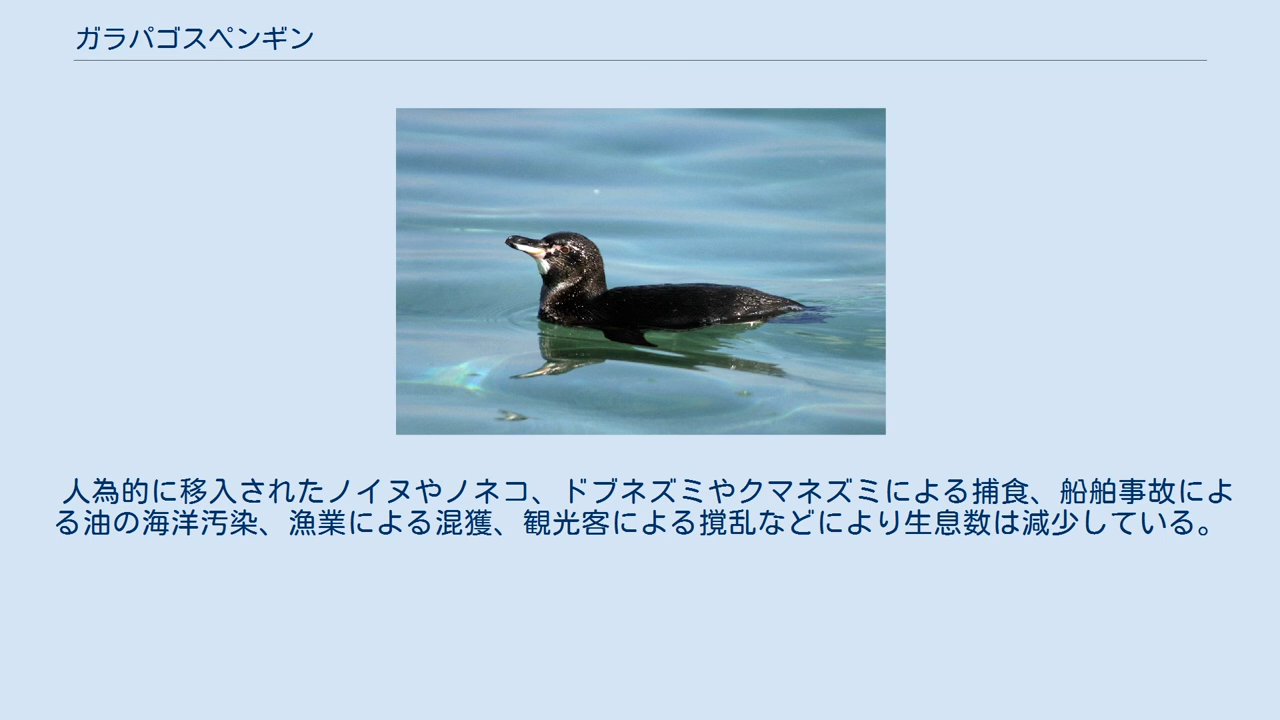 ガラパゴスペンギン
人為的に移入されたノイヌやノネコ、ドブネズミやクマネズミによる捕食、船舶事故によ
る油の海洋汚染、漁業による混獲、観光客による撹乱などにより生息数は減少している。